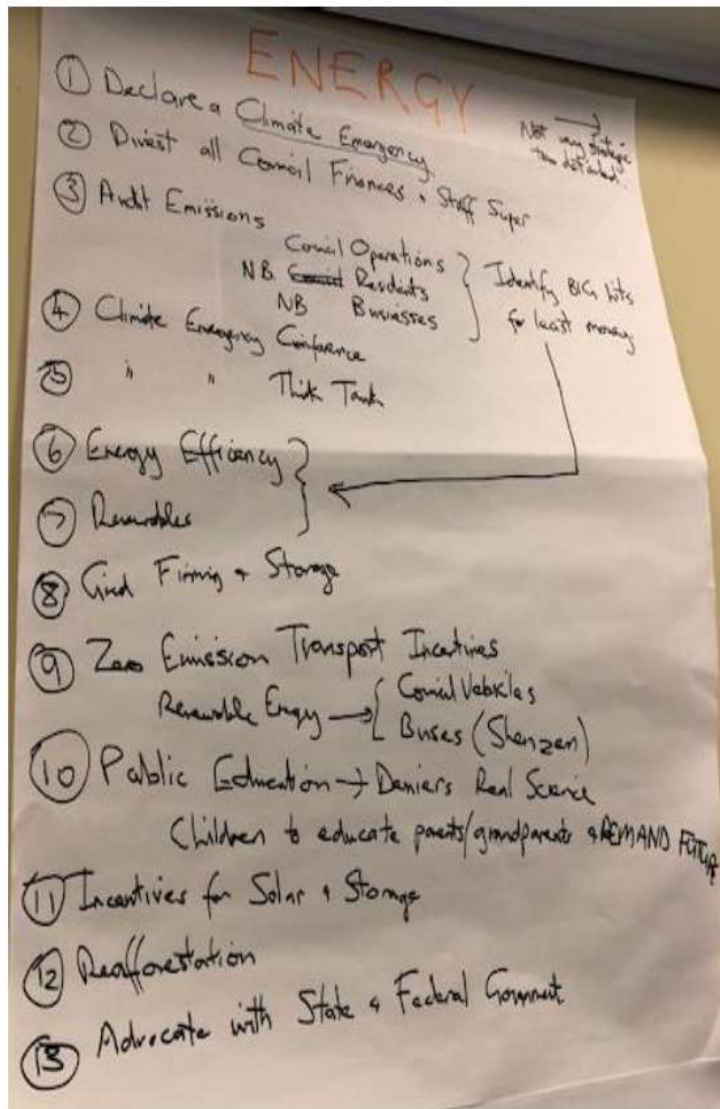 ENERGY
① Declare a Climate Emergency
→ Not very strategic
too detailed.
② Divest all Council Finances & Staff Super
③ Audit Emissions
Council Operations
NB Residents
NB Businesses
Identify BIG hits
for least money
④ Climate Emergency Conference
⑤ " " Think Tank
⑥ Energy Efficiency
⑦ Renewables
⑧ Grid Firming & Storage
⑨ Zero Emission Transport Incentives
Renewable Energy → Council Vehicles
Buses (Shenzen)
⑩ Public Education → Deniers Real Science
Children to educate parents/grandparents & DEMAND FUTUR
⑪ Incentives for Solar & Storage
⑫ Reafforestation
⑬ Advocate with State & Federal Government